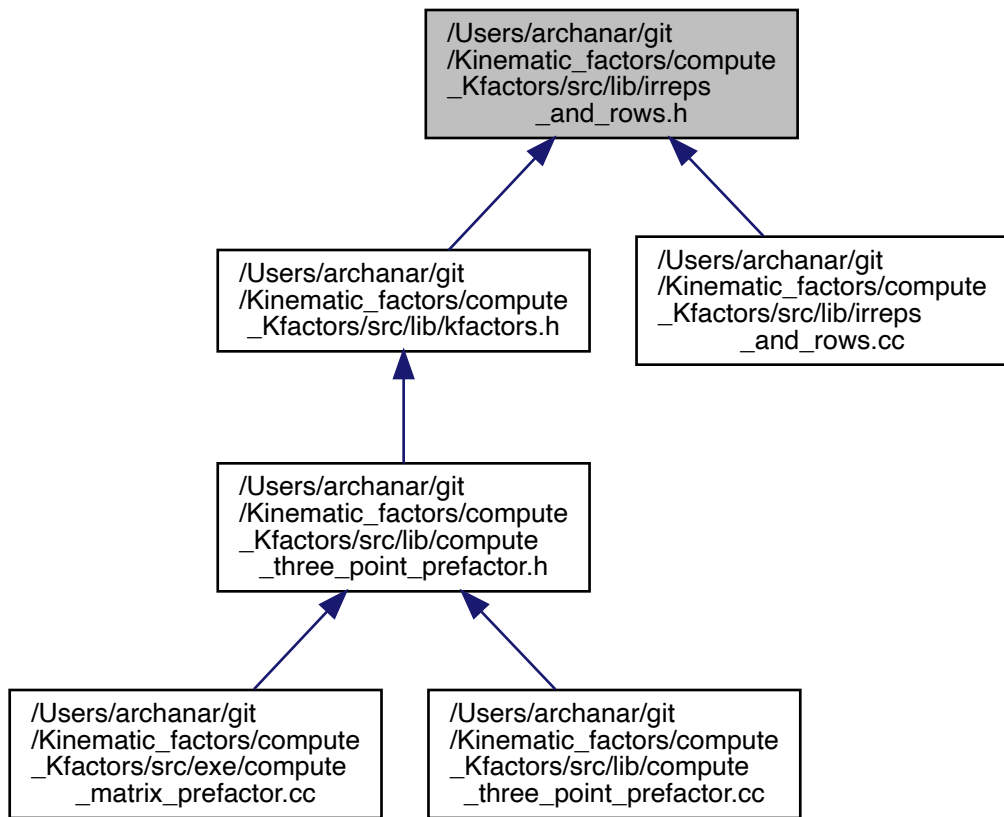 /Users/archanar/git
/Kinematic_factors/compute
_Kfactors/src/lib/irreps
_and_rows.h
/Users/archanar/git
/Kinematic_factors/compute
_Kfactors/src/lib/kfactors.h
/Users/archanar/git
/Kinematic_factors/compute
_Kfactors/src/lib/irreps
_and_rows.cc
/Users/archanar/git
/Kinematic_factors/compute
_Kfactors/src/lib/compute
_three_point_prefactor.h
/Users/archanar/git
/Kinematic_factors/compute
_Kfactors/src/exe/compute
_matrix_prefactor.cc
/Users/archanar/git
/Kinematic_factors/compute
_Kfactors/src/lib/compute
_three_point_prefactor.cc